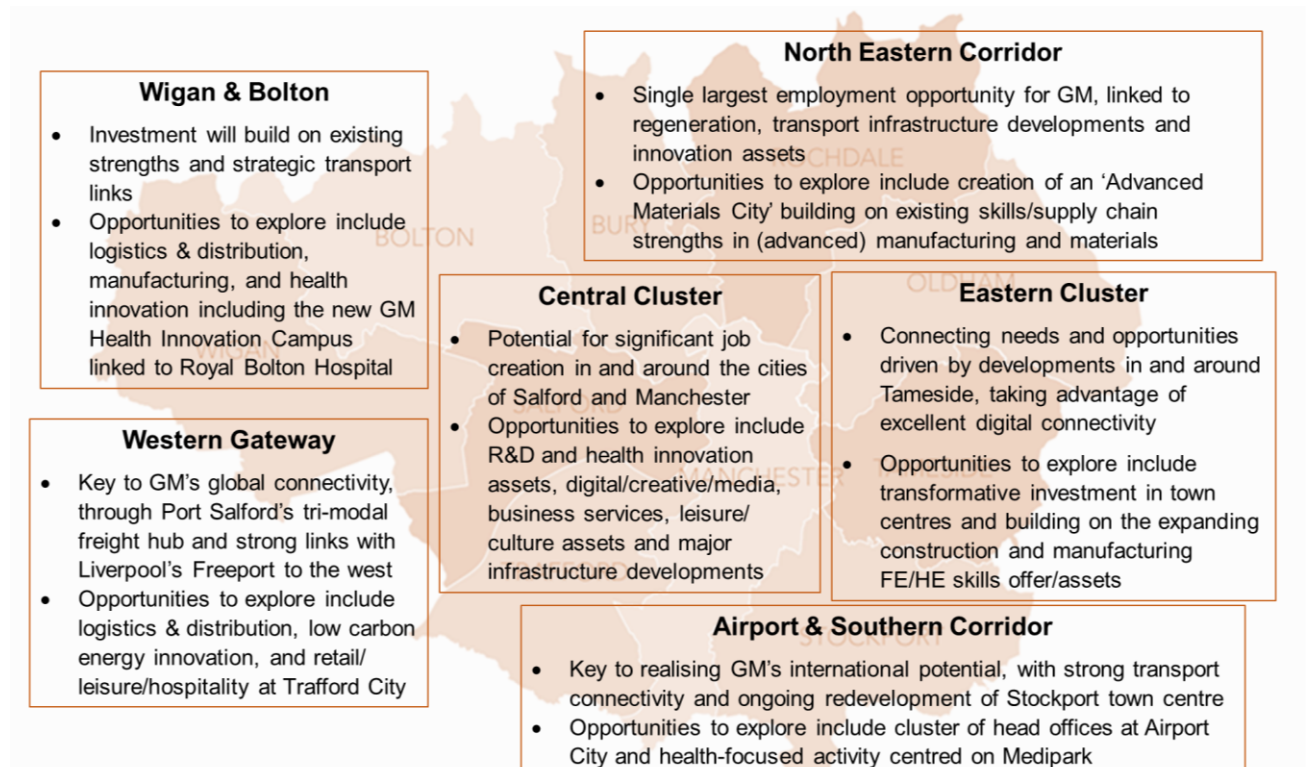 North Eastern Corridor
• Single largest employment opportunity for GM, linked to
regeneration, transport infrastructure developments and
innovation assets
• Opportunities to explore include creation of an ‘Advanced
Materials City’ building on existing skills/supply chain
strengths in (advanced) manufacturing and materials
Wigan & Bolton
• Investment will build on existing
strengths and strategic transport
links
• Opportunities to explore include
logistics & distribution,
manufacturing, and health
innovation including the new GM
Health Innovation Campus
linked to Royal Bolton Hospital
Central Cluster
• Potential for significant job
creation in and around the cities
of Salford and Manchester
• Opportunities to explore include
R&D and health innovation
assets, digital/creative/media,
business services, leisure/
culture assets and major
infrastructure developments
Eastern Cluster
• Connecting needs and opportunities
driven by developments in and around
Tameside, taking advantage of
excellent digital connectivity
• Opportunities to explore include
transformative investment in town
centres and building on the expanding
construction and manufacturing
FE/HE skills offer/assets
Western Gateway
• Key to GM’s global connectivity,
through Port Salford’s tri-modal
freight hub and strong links with
Liverpool’s Freeport to the west
• Opportunities to explore include
logistics & distribution, low carbon
energy innovation, and retail/
leisure/hospitality at Trafford City
Airport & Southern Corridor
• Key to realising GM’s international potential, with strong transport
connectivity and ongoing redevelopment of Stockport town centre
• Opportunities to explore include cluster of head offices at Airport
City and health-focused activity centred on Medipark
ROCHDALE
BURY
BOLTON
OLDHAM
WIGAN
SALFORD
MANCHESTER
TAMESIDE
TRAFFORD
STOCKPORT